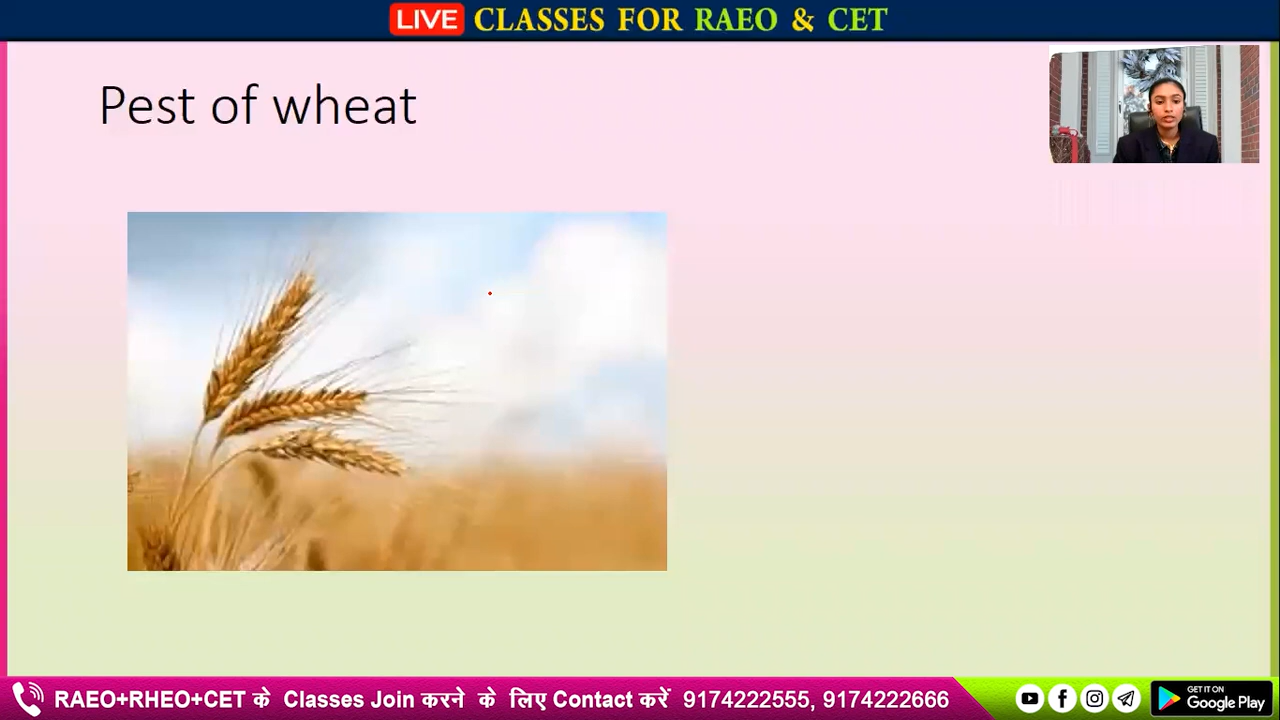 LIVE CLASSES FOR RAEO & CET
Pest of wheat
RAEO+RHEO+CET के Classes Join करने के लिए Contact करें 9174222555, 9174222666
GET IT ON
Google Play